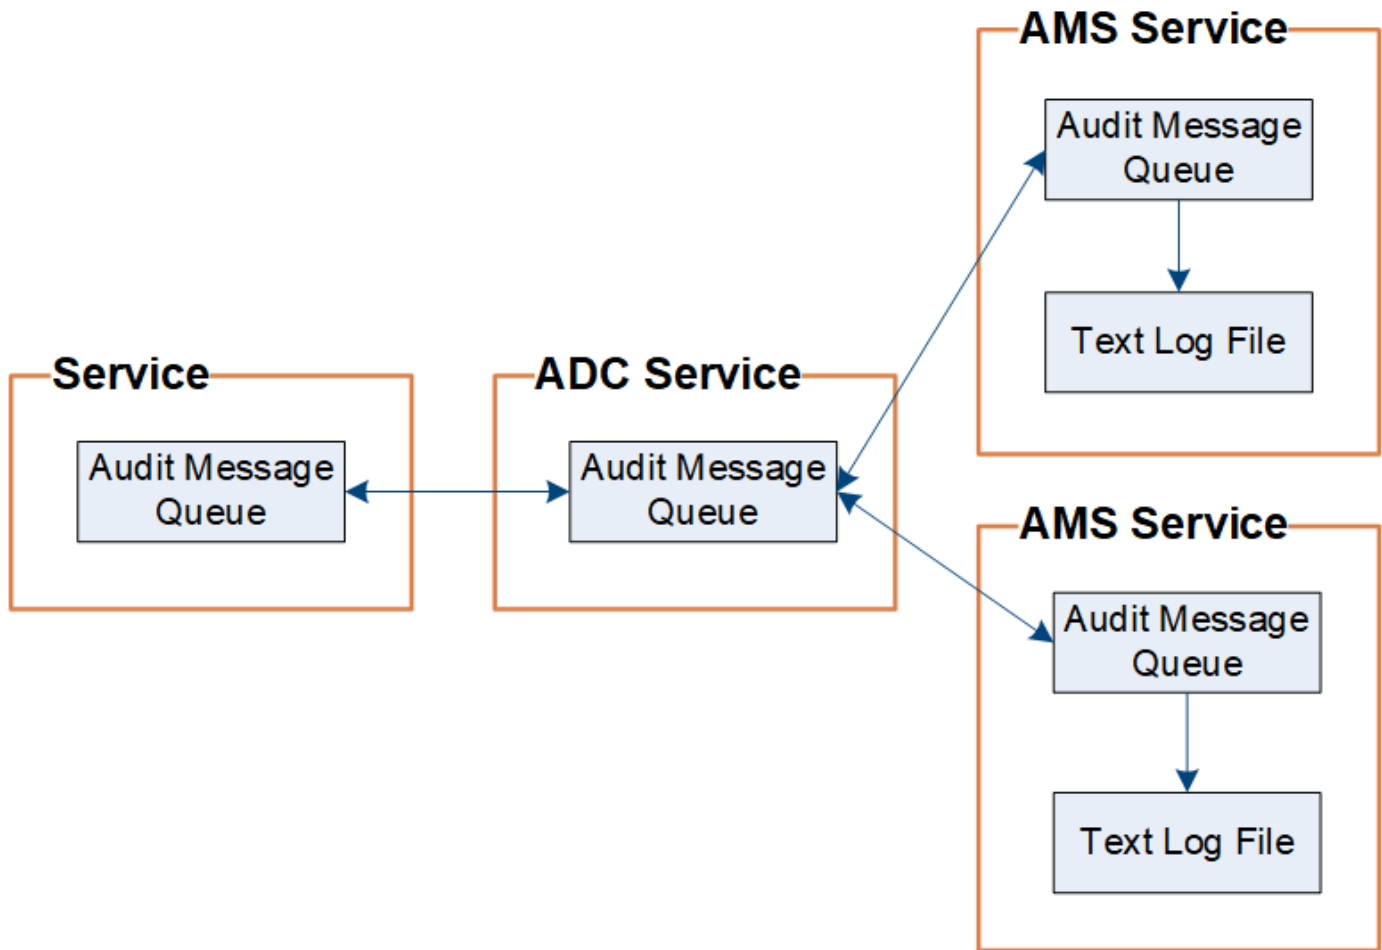 Service
Audit Message
Queue
ADC Service
Audit Message
Queue
AMS Service
Audit Message
Queue
Text Log File
AMS Service
Audit Message
Queue
Text Log File